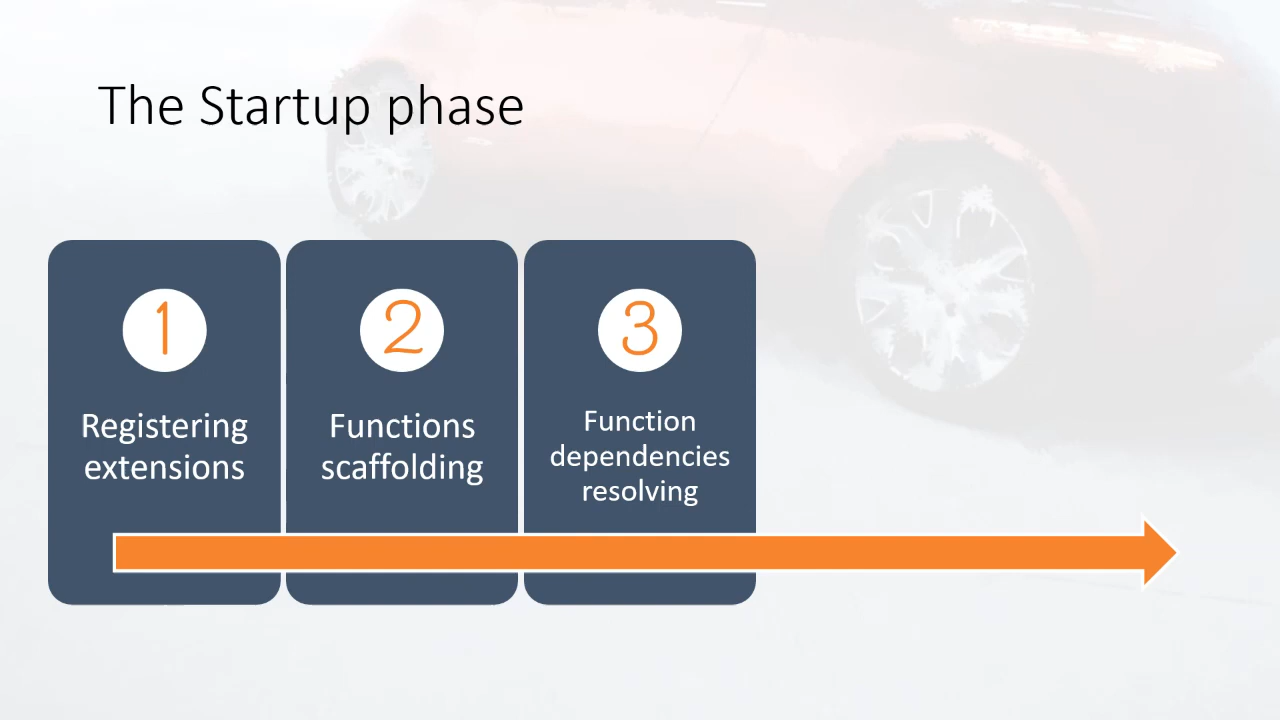 The Startup phase
1
Registering
extensions
2
Functions
scaffolding
3
Function
dependencies
resolving